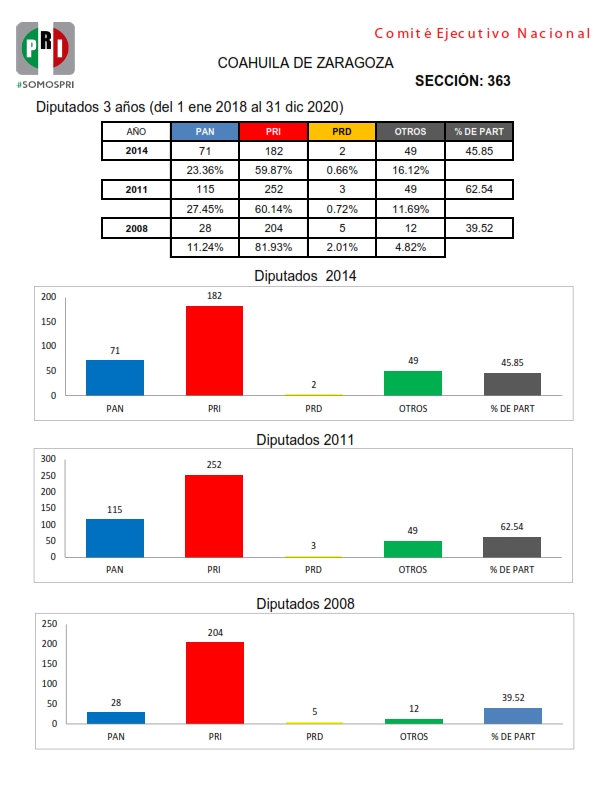 PRI
#SOMOSPRI
Comité Ejecutivo Nacional
COAHUILA DE ZARAGOZA
SECCIÓN: 363
Diputados 3 años (del 1 ene 2018 al 31 dic 2020)
AÑO PAN PRI PRD OTROS % DE PART
2014 71 182 2 49 45.85
23.36% 59.87% 0.66% 16.12%
2011 115 252 3 49 62.54
27.45% 60.14% 0.72% 11.69%
2008 28 204 5 12 39.52
11.24% 81.93% 2.01% 4.82%
Diputados 2014
200
150
100
50
0
71
182
2
49
45.85
PAN PRI PRD OTROS % DE PART
Diputados 2011
300
250
200
150
100
50
0
115
252
3
49
62.54
PAN PRI PRD OTROS % DE PART
Diputados 2008
250
200
150
100
50
0
28
204
5
12
39.52
PAN PRI PRD OTROS % DE PART